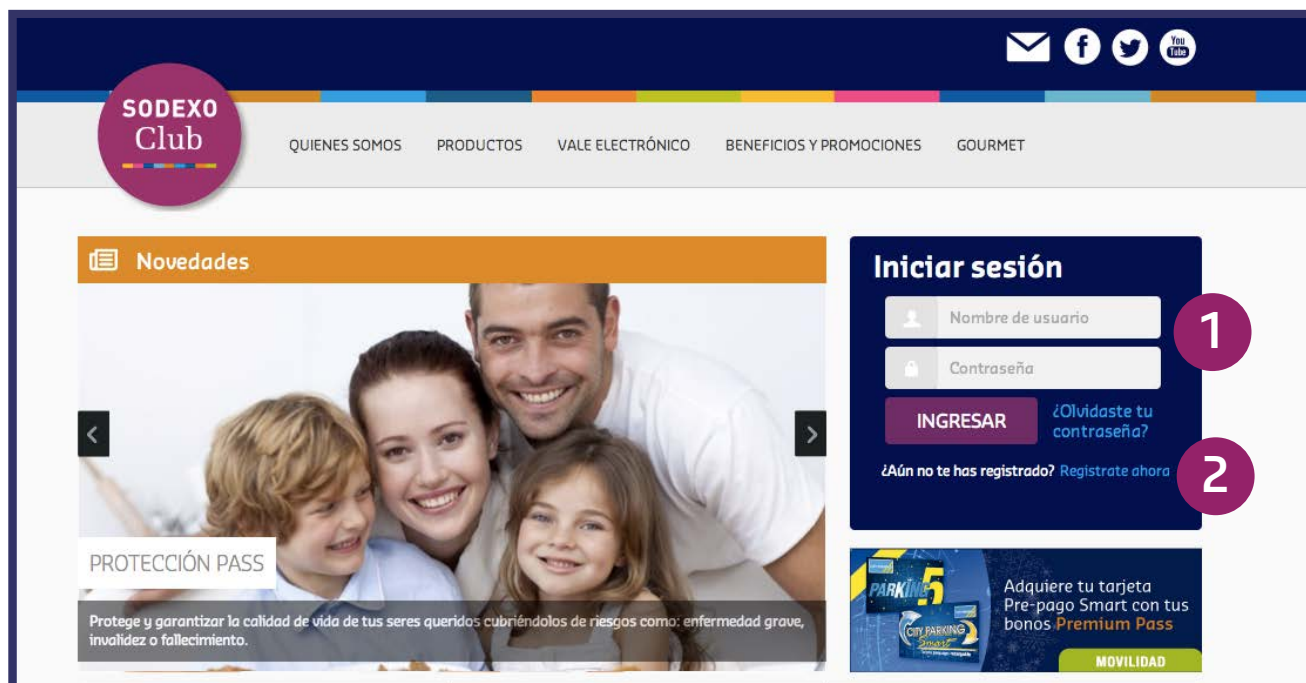 You
Tube
SODEXO
Club
QUIENES SOMOS PRODUCTOS VALE ELECTRÓNICO BENEFICIOS Y PROMOCIONES GOURMET
Novedades
PROTECCIÓN PASS
Protege y garantizar la calidad de vida de tus seres queridos cubriéndolos de riesgos como: enfermedad grave,
invalidez o fallecimiento.
Iniciar sesión
Nombre de usuario
1
Contraseña
INGRESAR
¿Olvidaste tu
contraseña?
¿Aún no te has registrado? Registrate ahora
2
PARKING 5
CITY PARKING
Smart
Adquiere tu tarjeta
Pre-pago Smart con tus
bonos Premium Pass
MOVILIDAD